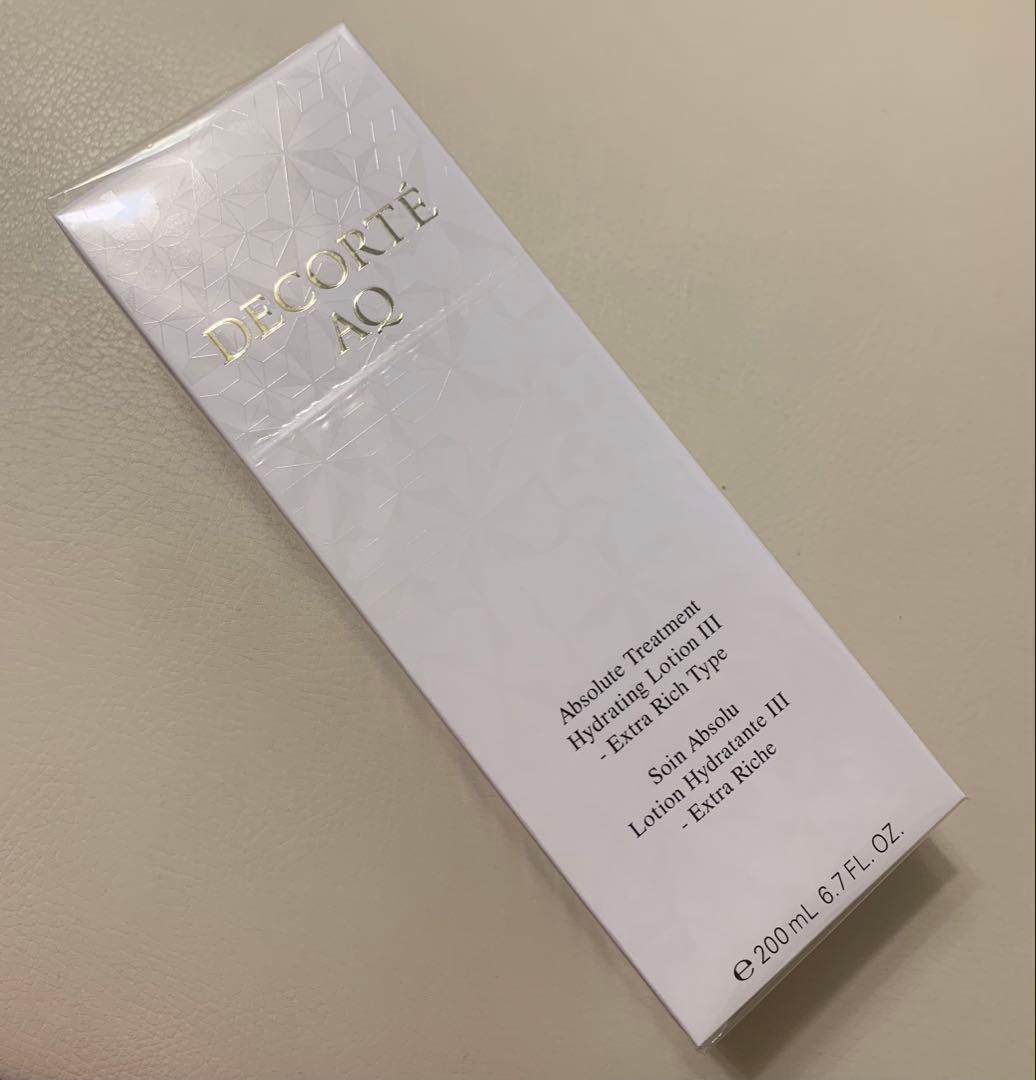 DECORTÉ
AQ
Absolute Treatment
Hydrating Lotion III
- Extra Rich Type
Soin Absolu
Lotion Hydratante III
- Extra Riche
℮ 200 mL 6.7 FL. OZ.